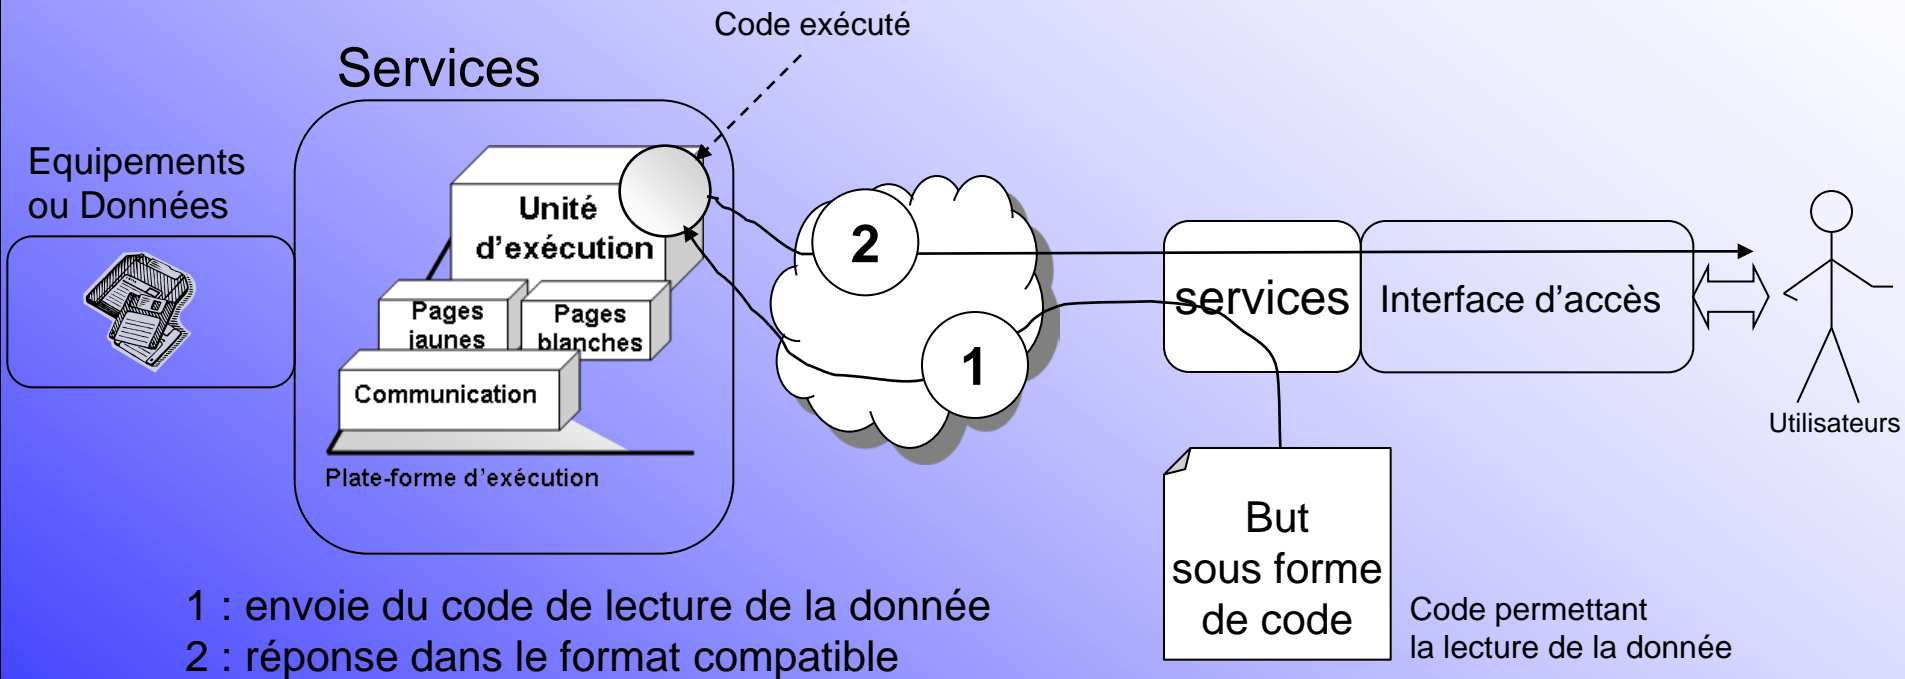 Code exécuté
Services
Equipements
ou Données
Unité
d'exécution
Pages
jaunes
Pages
blanches
Communication
Plate-forme d'exécution
2
1
services
Interface d'accès
Utilisateurs
But
sous forme
de code
Code permettant
la lecture de la donnée
1 : envoie du code de lecture de la donnée
2 : réponse dans le format compatible